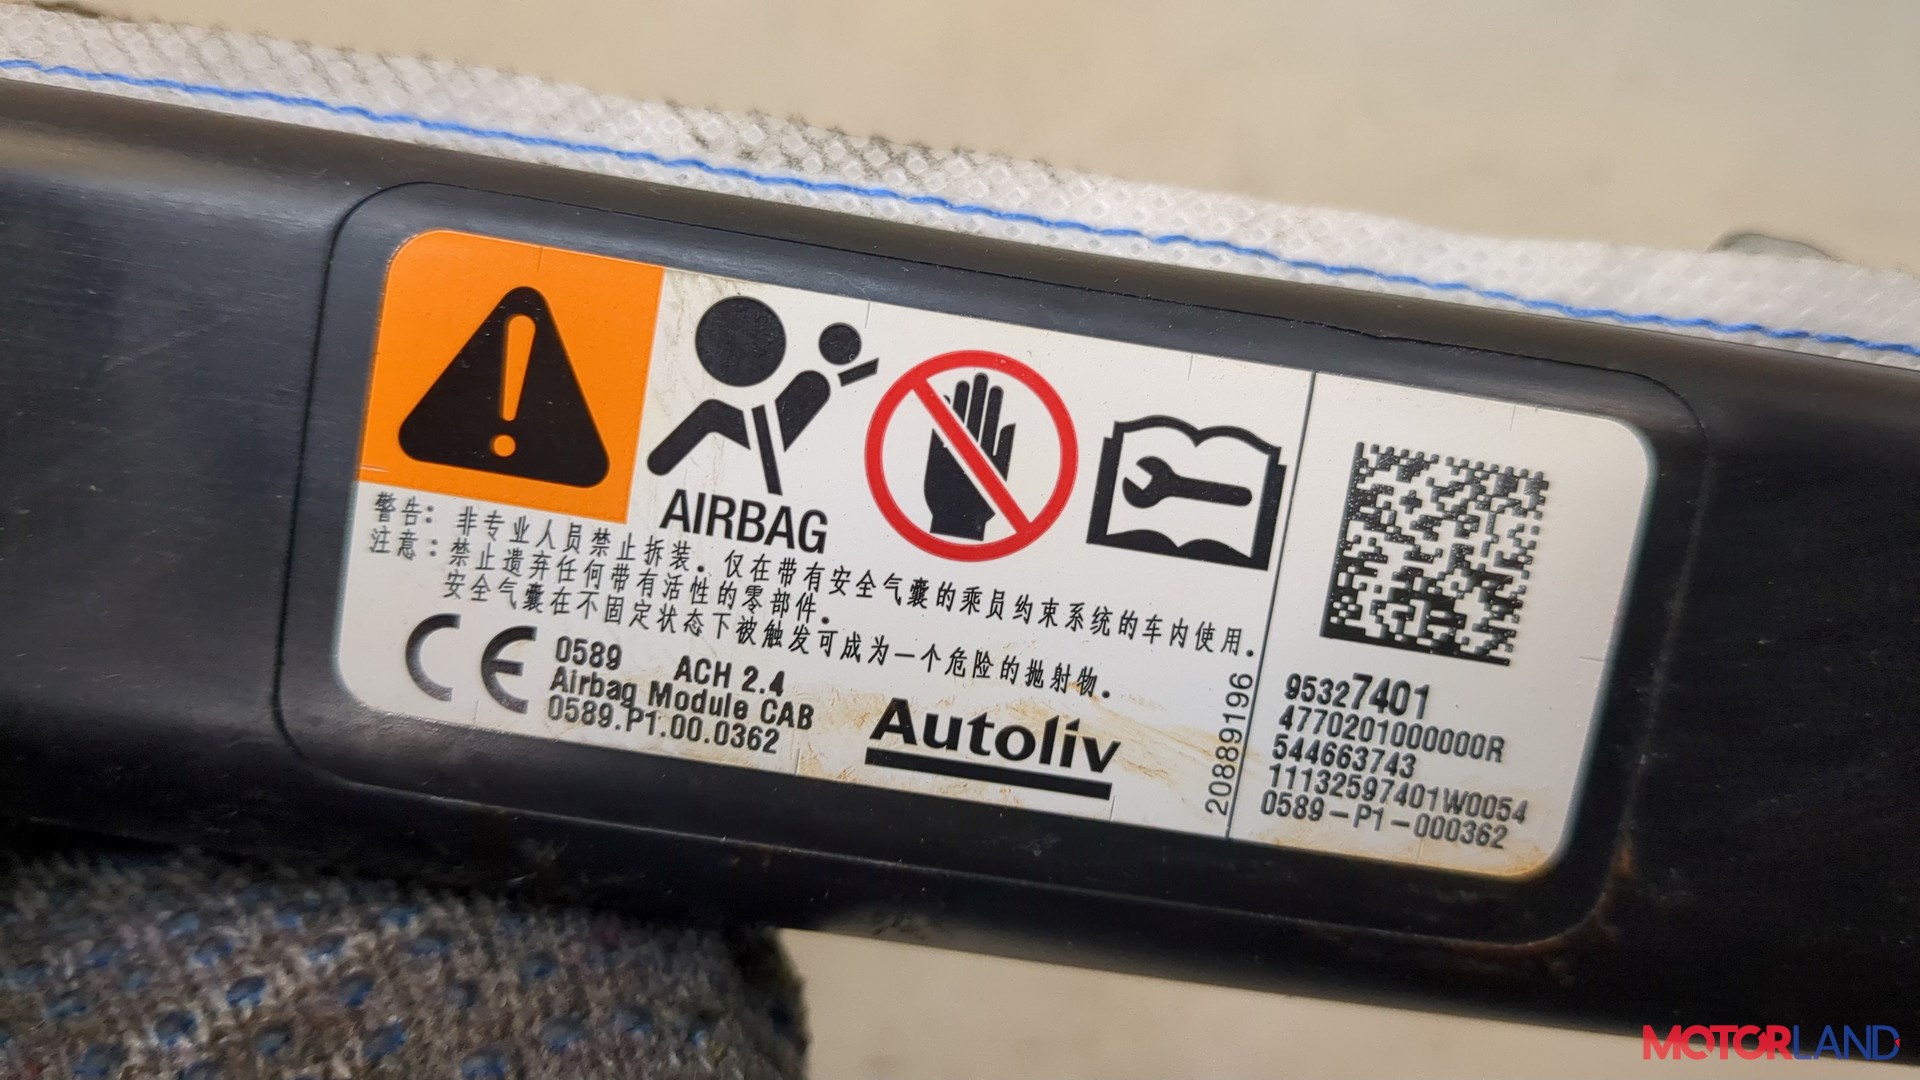 AIRBAG
警告：非专业人员禁止拆装。仅在带有安全气囊的乘员约束系统的车内使用。
注意：禁止遗弃任何带有活性的零部件。
安全气囊在不固定状态下被触发可成为一个危险的抛射物。
CE 0589 ACH 2.4
Airbag Module CAB
0589.P1.00.0362
Autoliv
20889196
95327401
4770201000000R
544663743
11132597401W0054
0589-P1-000362
MOTORLAND